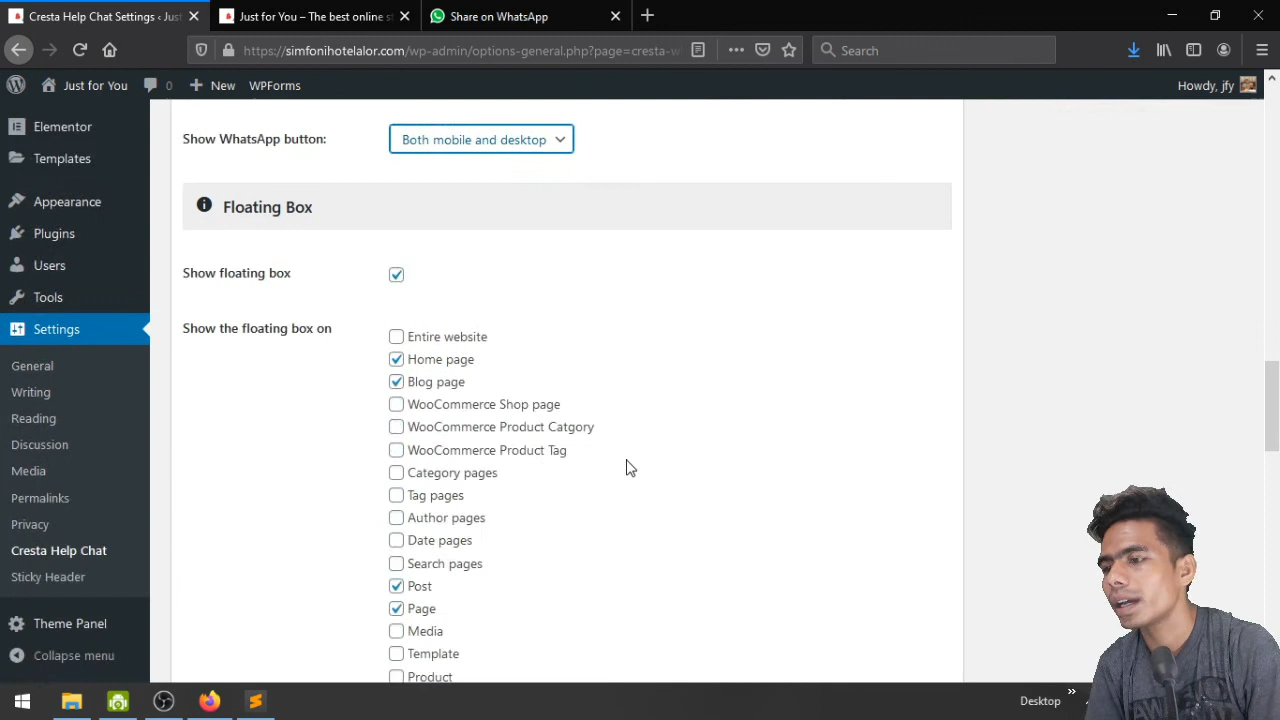 Cresta Help Chat Settings ‹ Just
Just for You – The best online st
Share on WhatsApp
https://simfonihotelalor.com/wp-admin/options-general.php?page=cresta-w
Search
Just for You
0
New
WPForms
Howdy, jfy
Elementor
Templates
Appearance
Plugins
Users
Tools
Settings
General
Writing
Reading
Discussion
Media
Permalinks
Privacy
Cresta Help Chat
Sticky Header
Theme Panel
Collapse menu
Show WhatsApp button:
Both mobile and desktop
Floating Box
Show floating box
Show the floating box on
Entire website
Home page
Blog page
WooCommerce Shop page
WooCommerce Product Catgory
WooCommerce Product Tag
Category pages
Tag pages
Author pages
Date pages
Search pages
Post
Page
Media
Template
Product
Desktop